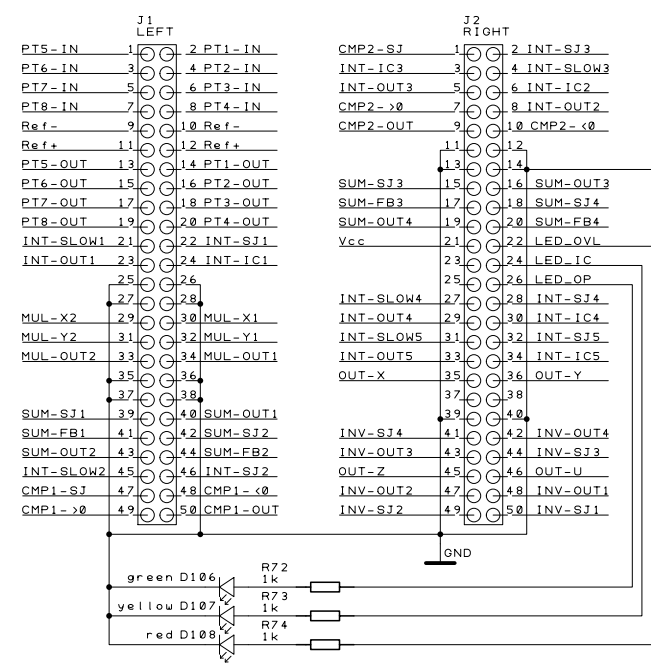 J1
LEFT
J2
RIGHT
PT5-IN 1 2 PT1-IN CMP2-SJ 1 2 INT-SJ3
PT6-IN 3 4 PT2-IN INT-IC3 3 4 INT-SLOW3
PT7-IN 5 6 PT3-IN INT-OUT3 5 6 INT-IC2
PT8-IN 7 8 PT4-IN CMP2->0 7 8 INT-OUT2
Ref- 9 10 Ref- CMP2-OUT 9 10 CMP2-<0
Ref+ 11 12 Ref+ 11 12
PT5-OUT 13 14 PT1-OUT 13 14
PT6-OUT 15 16 PT2-OUT SUM-SJ3 15 16 SUM-OUT3
PT7-OUT 17 18 PT3-OUT SUM-FB3 17 18 SUM-SJ4
PT8-OUT 19 20 PT4-OUT SUM-OUT4 19 20 SUM-FB4
INT-SLOW1 21 22 INT-SJ1 Vcc 21 22 LED_OVL
INT-OUT1 23 24 INT-IC1 23 24 LED_IC
25 26 25 26 LED_OP
27 28 INT-SLOW4 27 28 INT-SJ4
MUL-X2 29 30 MUL-X1 INT-OUT4 29 30 INT-IC4
MUL-Y2 31 32 MUL-Y1 INT-SLOW5 31 32 INT-SJ5
MUL-OUT2 33 34 MUL-OUT1 INT-OUT5 33 34 INT-IC5
35 36 OUT-X 35 36 OUT-Y
37 38 37 38
SUM-SJ1 39 40 SUM-OUT1 39 40
SUM-FB1 41 42 SUM-SJ2 INV-SJ4 41 42 INV-OUT4
SUM-OUT2 43 44 SUM-FB2 INV-OUT3 43 44 INV-SJ3
INT-SLOW2 45 46 INT-SJ2 OUT-Z 45 46 OUT-U
CMP1-SJ 47 48 CMP1-<0 INV-OUT2 47 48 INV-OUT1
CMP1->0 49 50 CMP1-OUT INV-SJ2 49 50 INV-SJ1
GND
green D106 R72 1k
yellow D107 R73 1k
red D108 R74 1k